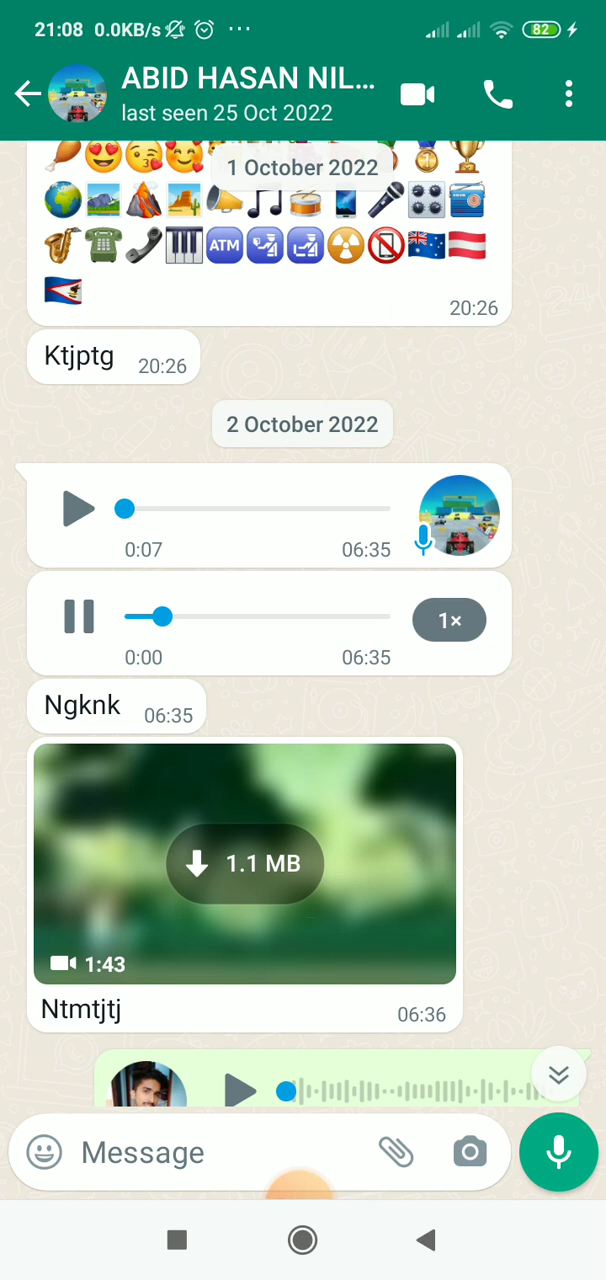 21:08 0.0KB/s ...
82
ABID HASAN NIL...
last seen 25 Oct 2022
1 October 2022
ATM
20:26
Ktjptg 20:26
2 October 2022
0:07 06:35
1×
0:00 06:35
Ngknk 06:35
1.1 MB
1:43
Ntmtjtj 06:36
Message